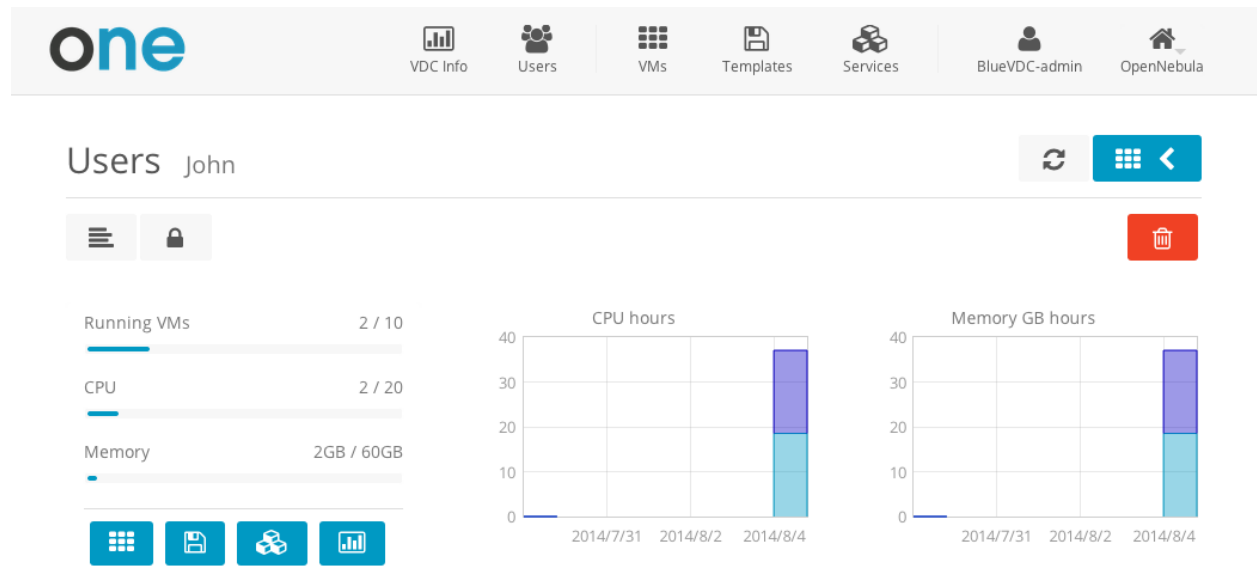 one
VDC Info Users VMs Templates Services BlueVDC-admin OpenNebula
Users John
Running VMs 2 / 10
CPU 2 / 20
Memory 2GB / 60GB
CPU hours
40
30
20
10
0
2014/7/31 2014/8/2 2014/8/4
Memory GB hours
40
30
20
10
0
2014/7/31 2014/8/2 2014/8/4